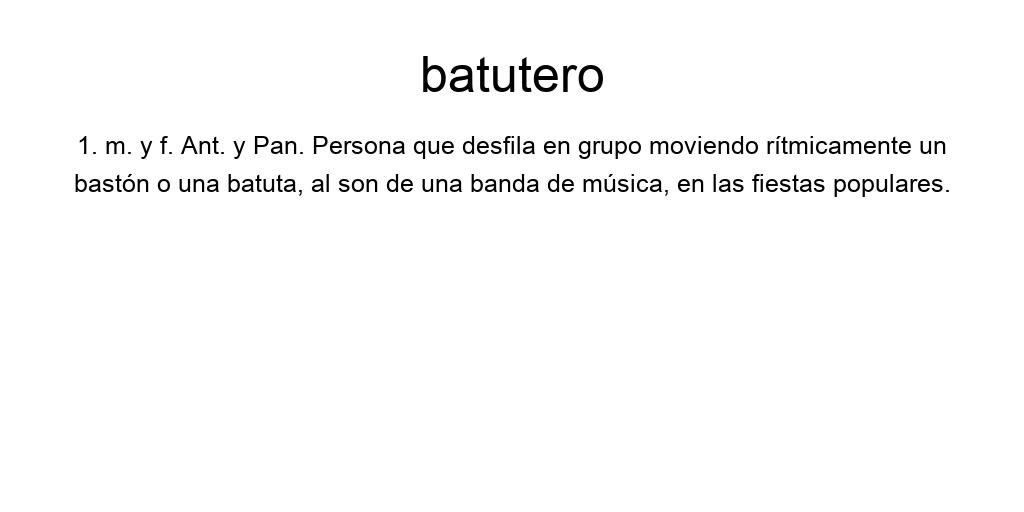 batutero
1. m. y f. Ant. y Pan. Persona que desfila en grupo moviendo rítmicamente un
bastón o una batuta, al son de una banda de música, en las fiestas populares.